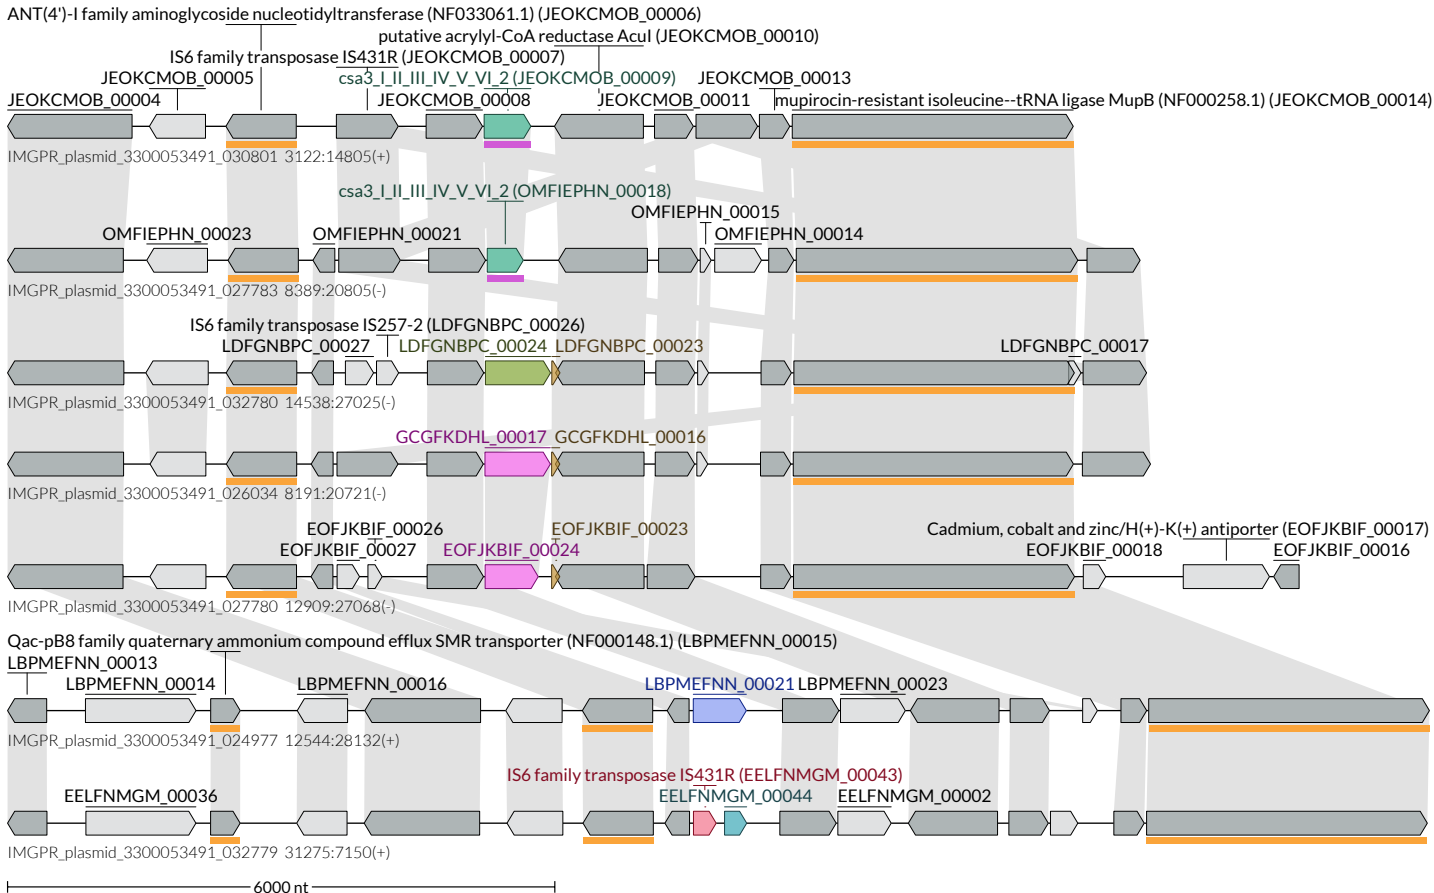 ANT(4')-I family aminoglycoside nucleotidyltransferase (NF033061.1) (JEOKCMOB_00006)
putative acrylyl-CoA reductase AcuI (JEOKCMOB_00010)
IS6 family transposase IS431R (JEOKCMOB_00007)
JEOKCMOB_00005 csa3_I_II_III_IV_V_VI_2 (JEOKCMOB_00009) JEOKCMOB_00013
JEOKCMOB_00004 JEOKCMOB_00008 JEOKCMOB_00011 mupirocin-resistant isoleucine--tRNA ligase MupB (NF000258.1) (JEOKCMOB_00014)
IMGPR_plasmid_3300053491_030801 3122:14805(+)
csa3_I_II_III_IV_V_VI_2 (OMFIEPHN_00018)
OMFIEPHN_00015
OMFIEPHN_00023 OMFIEPHN_00021 OMFIEPHN_00014
IMGPR_plasmid_3300053491_027783 8389:20805(-)
IS6 family transposase IS257-2 (LDFGNBPC_00026)
LDFGNBPC_00027 LDFGNBPC_00024 LDFGNBPC_00023 LDFGNBPC_00017
IMGPR_plasmid_3300053491_032780 14538:27025(-)
GCGFKDHL_00017 GCGFKDHL_00016
IMGPR_plasmid_3300053491_026034 8191:20721(-)
EOFJKBIF_00026 EOFJKBIF_00023 Cadmium, cobalt and zinc/H(+)-K(+) antiporter (EOFJKBIF_00017)
EOFJKBIF_00027 EOFJKBIF_00024 EOFJKBIF_00018 EOFJKBIF_00016
IMGPR_plasmid_3300053491_027780 12909:27068(-)
Qac-pB8 family quaternary ammonium compound efflux SMR transporter (NF000148.1) (LBPMEFNN_00015)
LBPMEFNN_00013
LBPMEFNN_00014 LBPMEFNN_00016 LBPMEFNN_00021 LBPMEFNN_00023
IMGPR_plasmid_3300053491_024977 12544:28132(+)
IS6 family transposase IS431R (EELFNMGM_00043)
EELFNMGM_00036 EELFNMGM_00044 EELFNMGM_00002
IMGPR_plasmid_3300053491_032779 31275:7150(+)
6000 nt